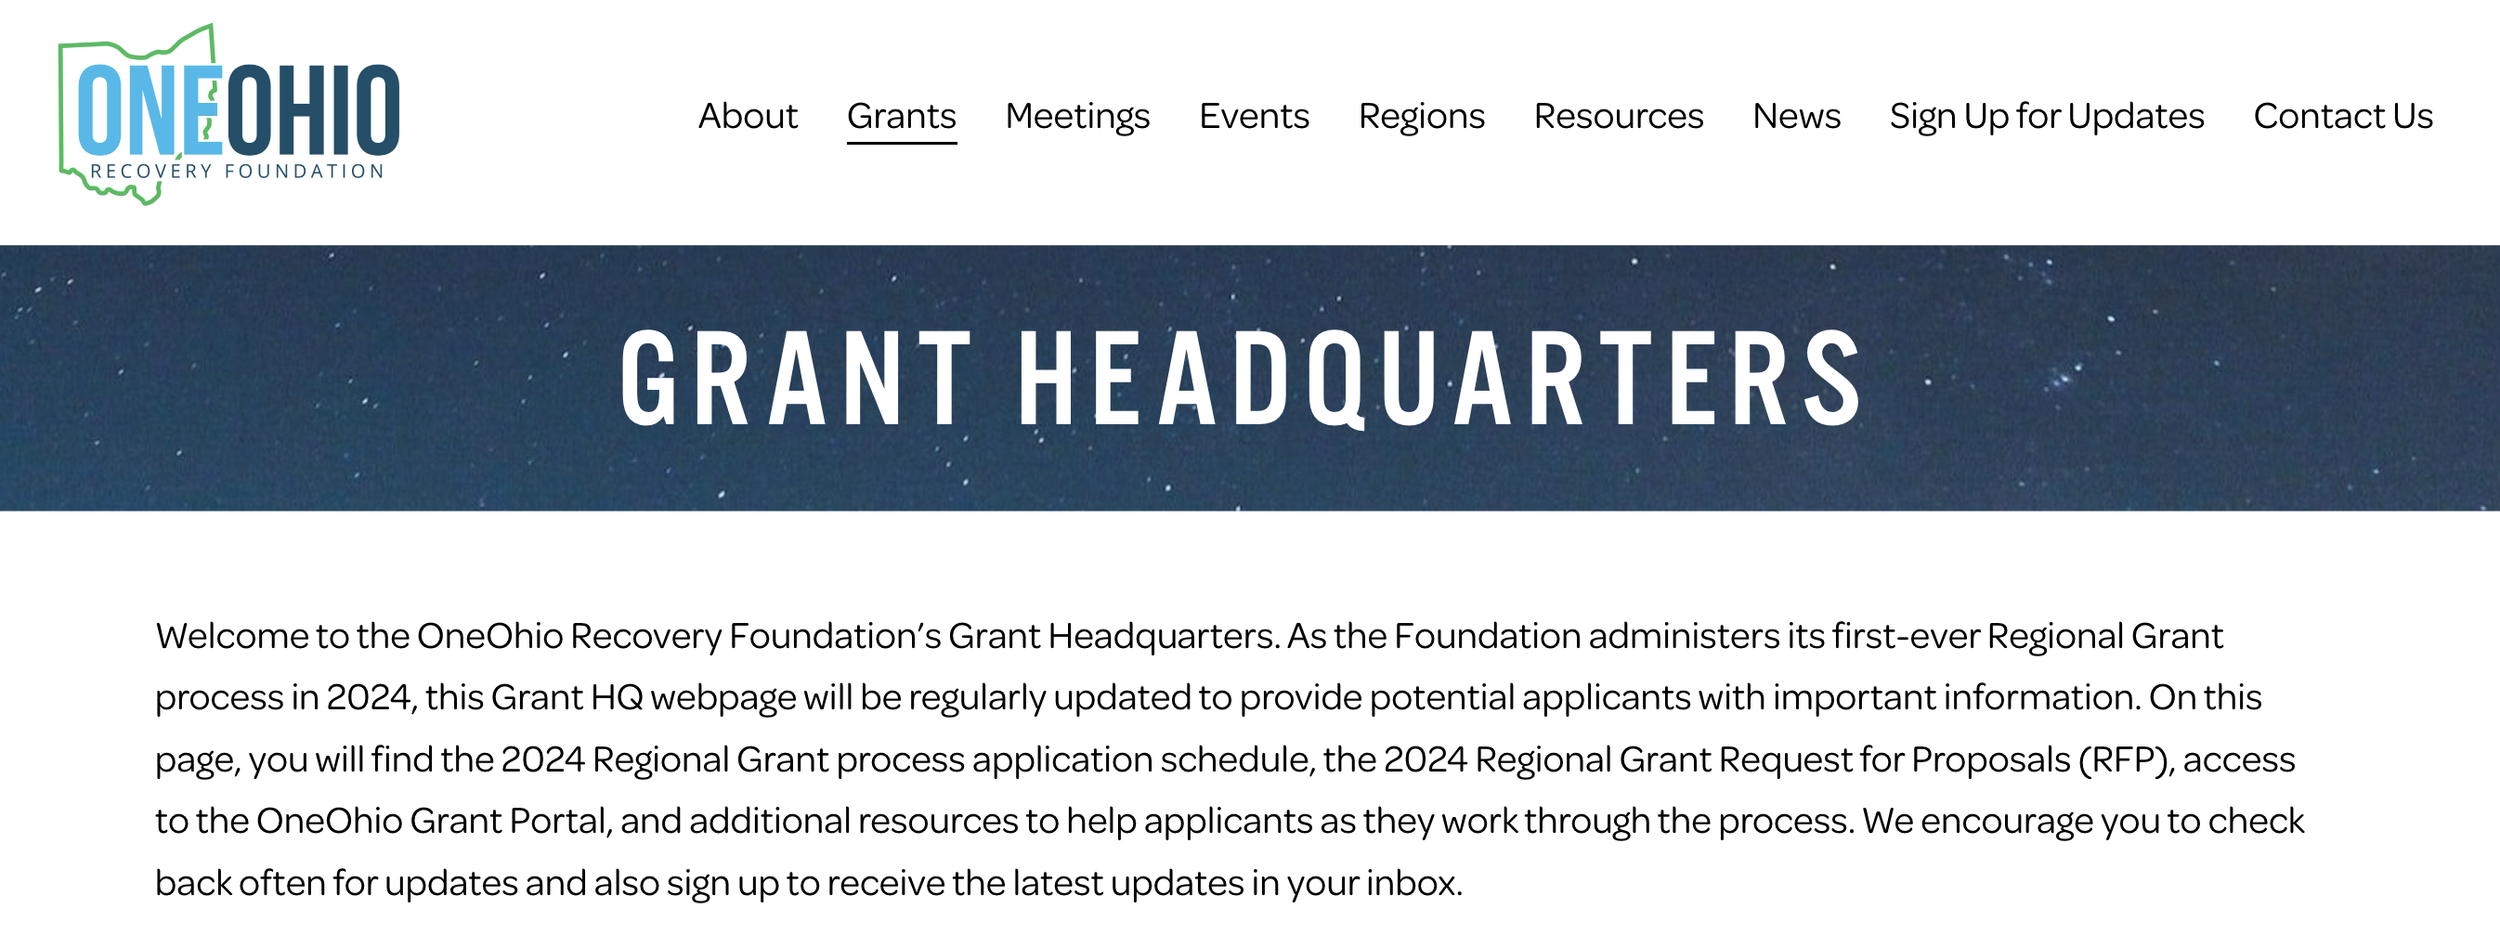 ONEOHIO
RECOVERY FOUNDATION
About Grants Meetings Events Regions Resources News Sign Up for Updates Contact Us
GRANT HEADQUARTERS
Welcome to the OneOhio Recovery Foundation’s Grant Headquarters. As the Foundation administers its first-ever Regional Grant
process in 2024, this Grant HQ webpage will be regularly updated to provide potential applicants with important information. On this
page, you will find the 2024 Regional Grant process application schedule, the 2024 Regional Grant Request for Proposals (RFP), access
to the OneOhio Grant Portal, and additional resources to help applicants as they work through the process. We encourage you to check
back often for updates and also sign up to receive the latest updates in your inbox.